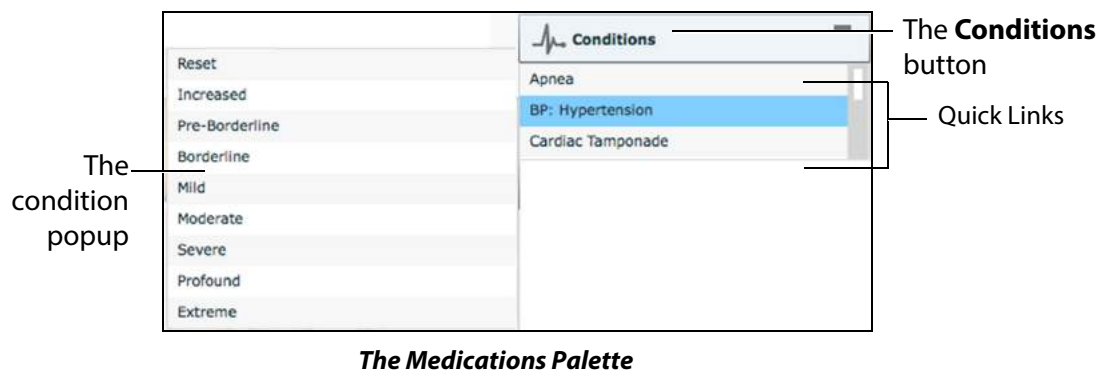 The Conditions
button
Conditions
Quick Links
Apnea
BP: Hypertension
Cardiac Tamponade
The
condition
popup
Reset
Increased
Pre-Borderline
Borderline
Mild
Moderate
Severe
Profound
Extreme
The Medications Palette